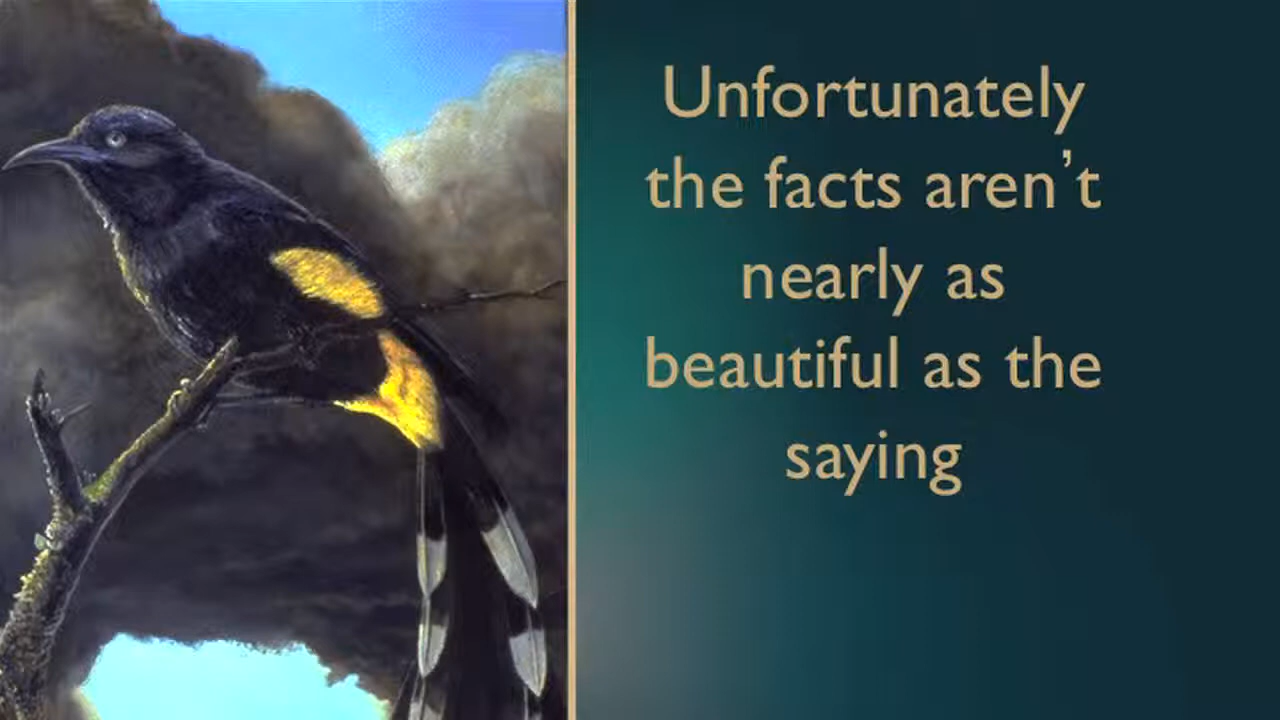 Unfortunately
the facts aren’t
nearly as
beautiful as the
saying